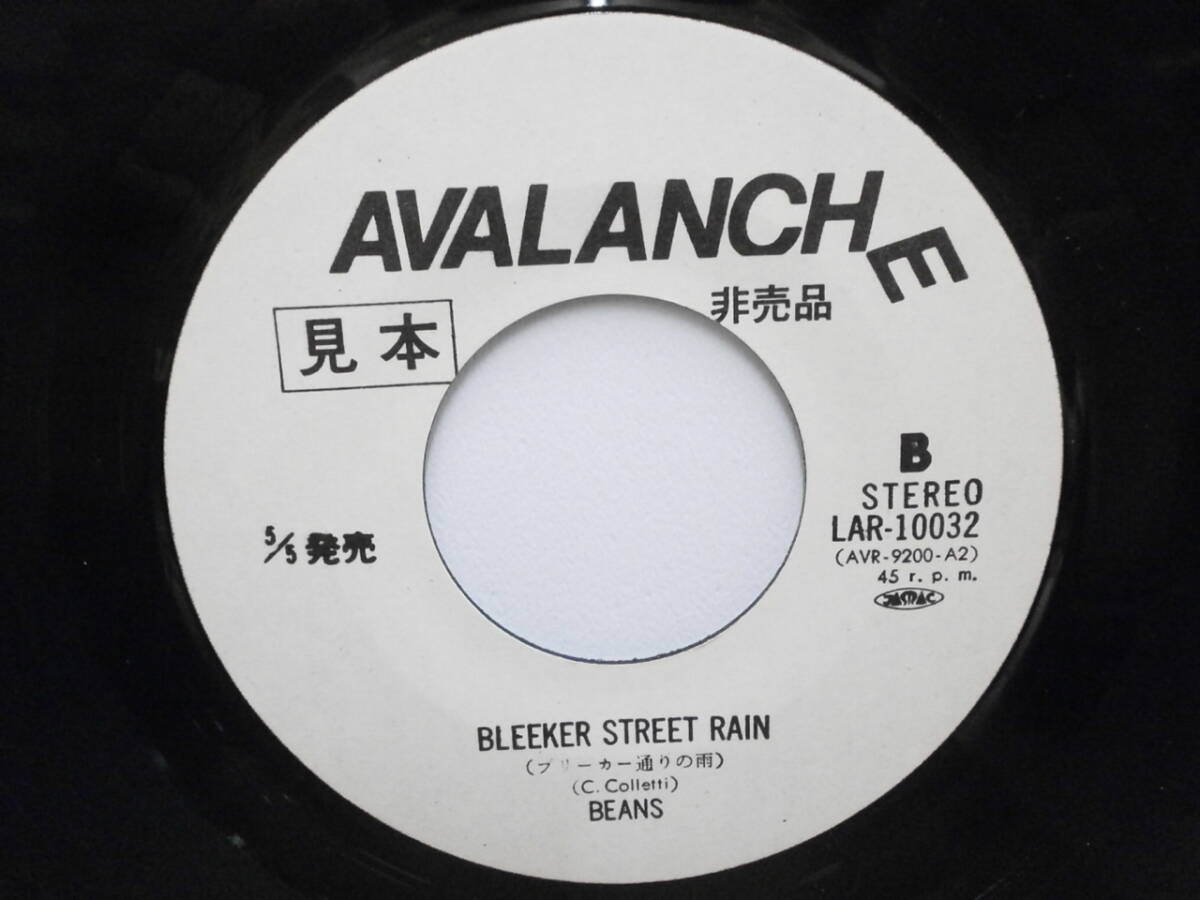 AVALANCHE
見本
非売品
B
STEREO
LAR-10032
(AVR-9200-A2)
45 r. p. m.
JASRAC
5/5 発売
BLEEKER STREET RAIN
(ブリーカー通りの雨)
(C. Colletti)
BEANS